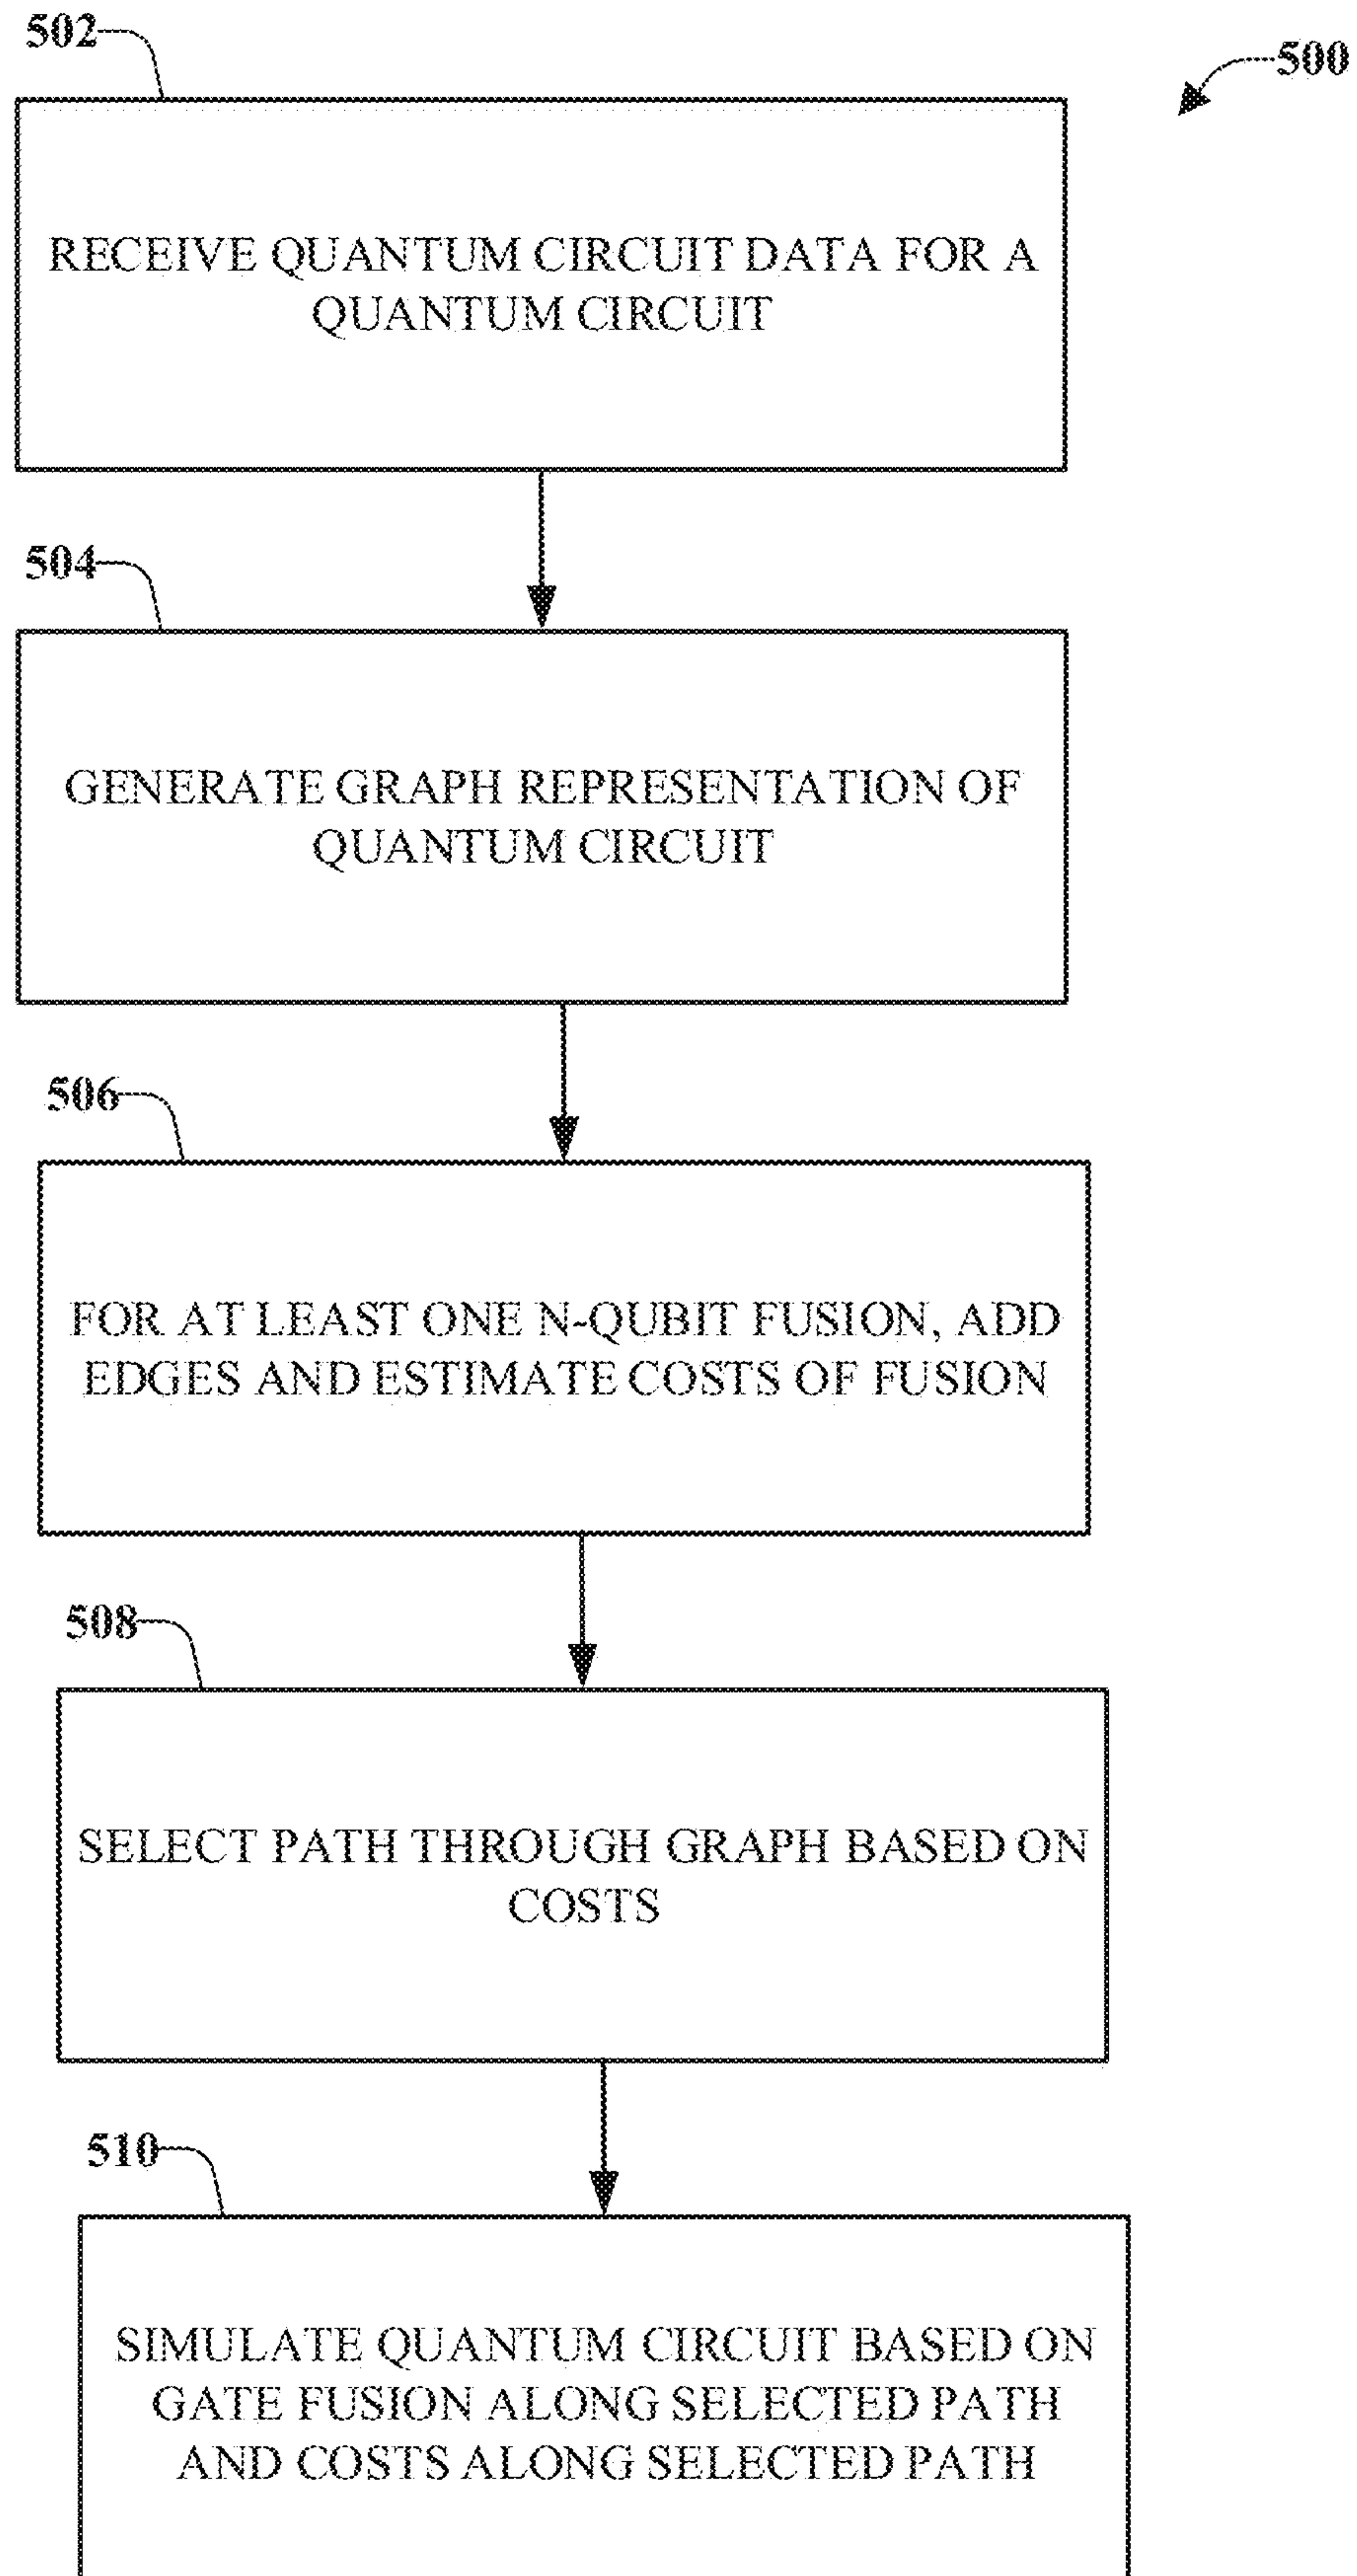 502
500
RECEIVE QUANTUM CIRCUIT DATA FOR A
QUANTUM CIRCUIT
504
GENERATE GRAPH REPRESENTATION OF
QUANTUM CIRCUIT
506
FOR AT LEAST ONE N-QUBIT FUSION, ADD
EDGES AND ESTIMATE COSTS OF FUSION
508
SELECT PATH THROUGH GRAPH BASED ON
COSTS
510
SIMULATE QUANTUM CIRCUIT BASED ON
GATE FUSION ALONG SELECTED PATH
AND COSTS ALONG SELECTED PATH